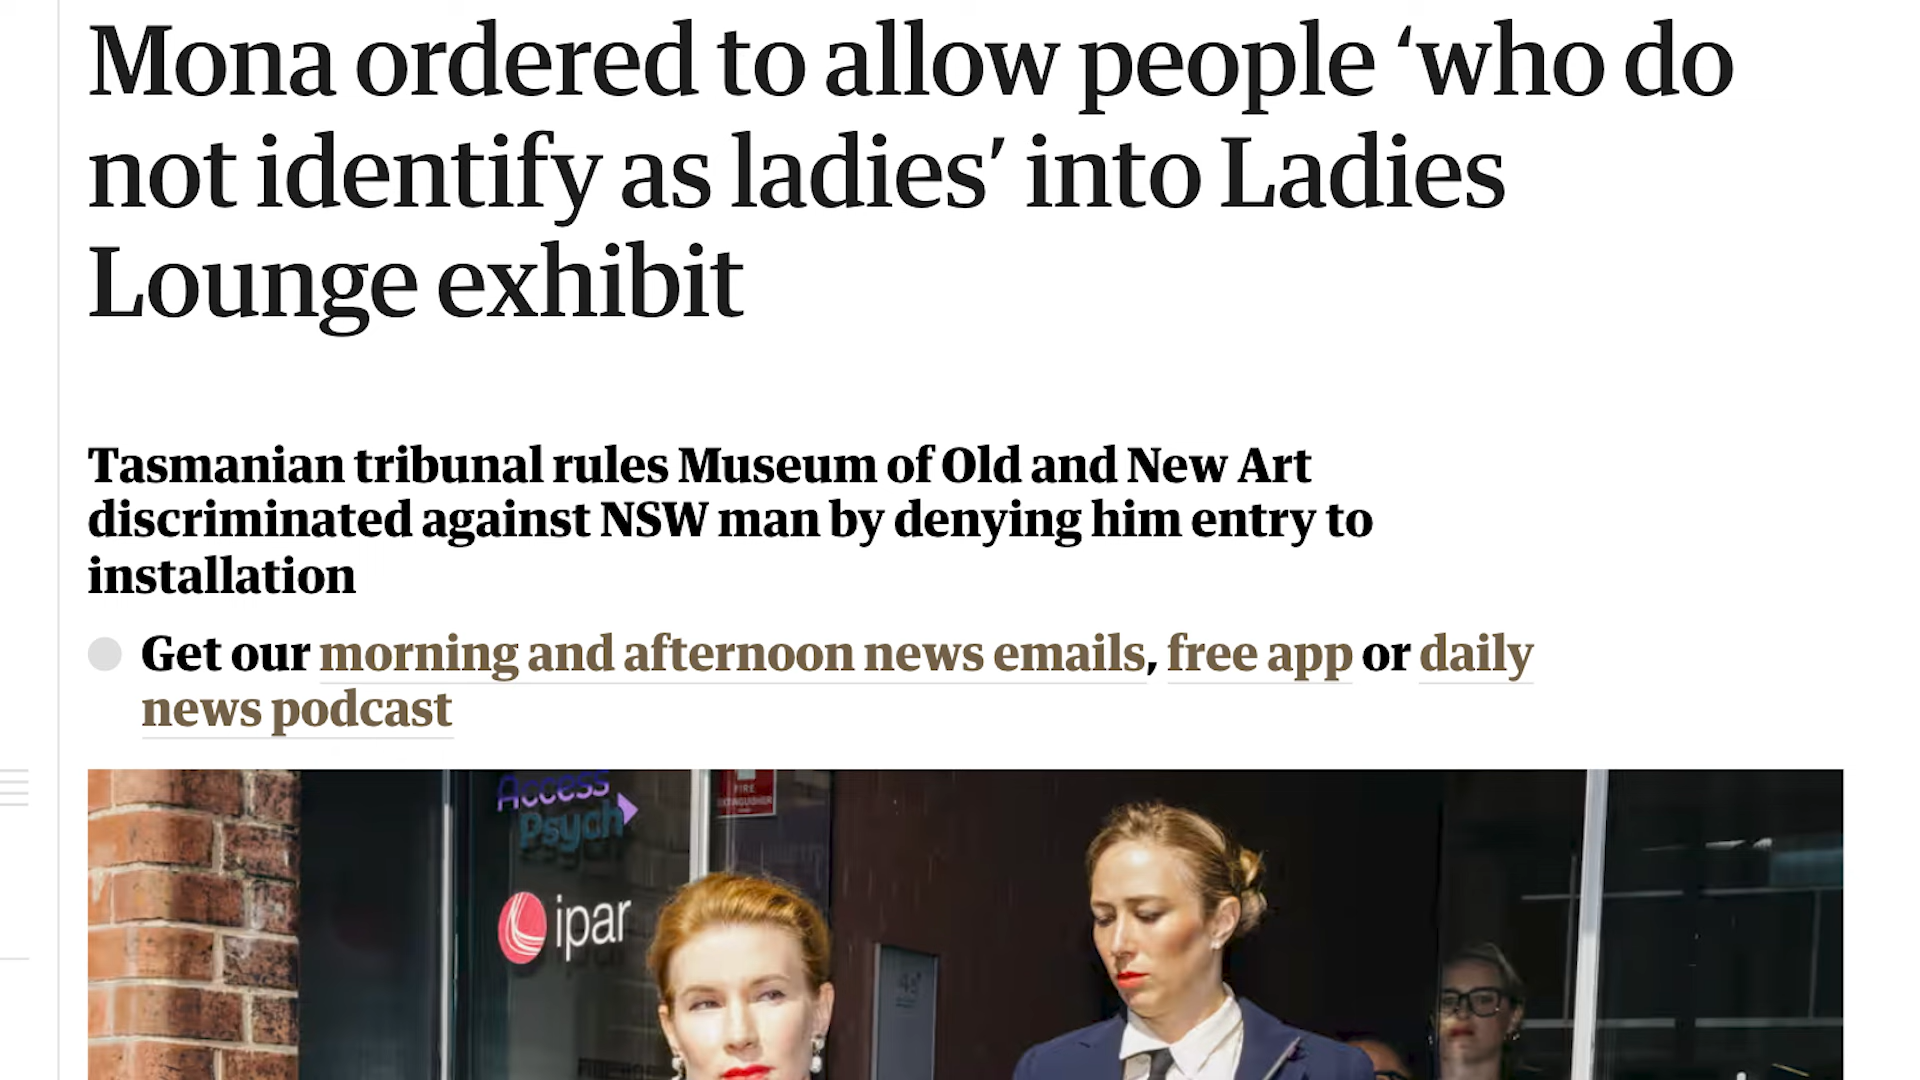 Mona ordered to allow people ‘who do
not identify as ladies’ into Ladies
Lounge exhibit
Tasmanian tribunal rules Museum of Old and New Art
discriminated against NSW man by denying him entry to
installation
Get our morning and afternoon news emails, free app or daily
news podcast
Access
Psych
FIRE
EXTINGUISHER
ipar